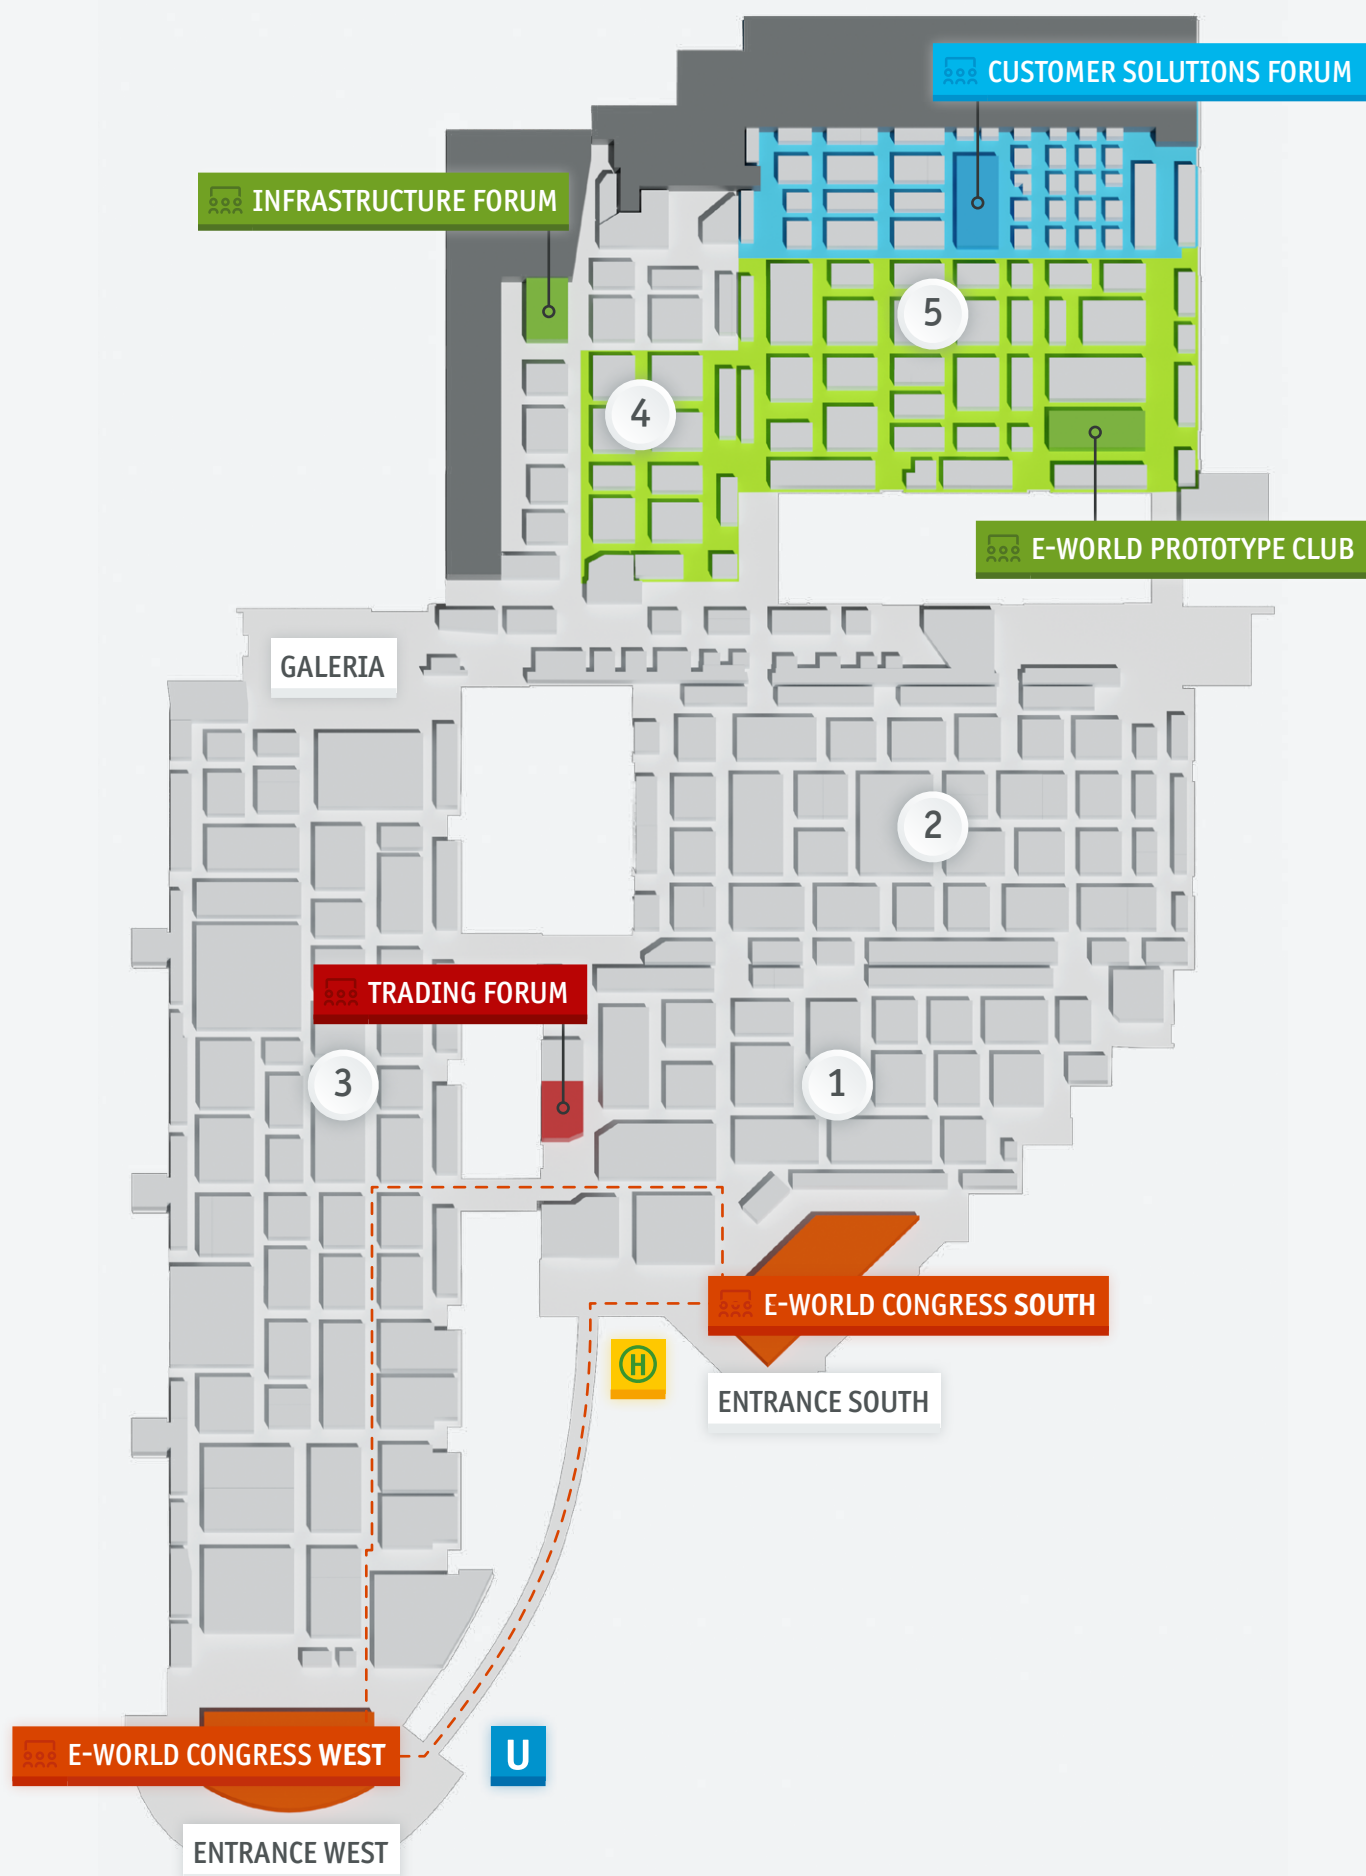 CUSTOMER SOLUTIONS FORUM
INFRASTRUCTURE FORUM
5
4
E-WORLD PROTOTYPE CLUB
GALERIA
2
TRADING FORUM
3
1
E-WORLD CONGRESS SOUTH
H
ENTRANCE SOUTH
E-WORLD CONGRESS WEST
U
ENTRANCE WEST